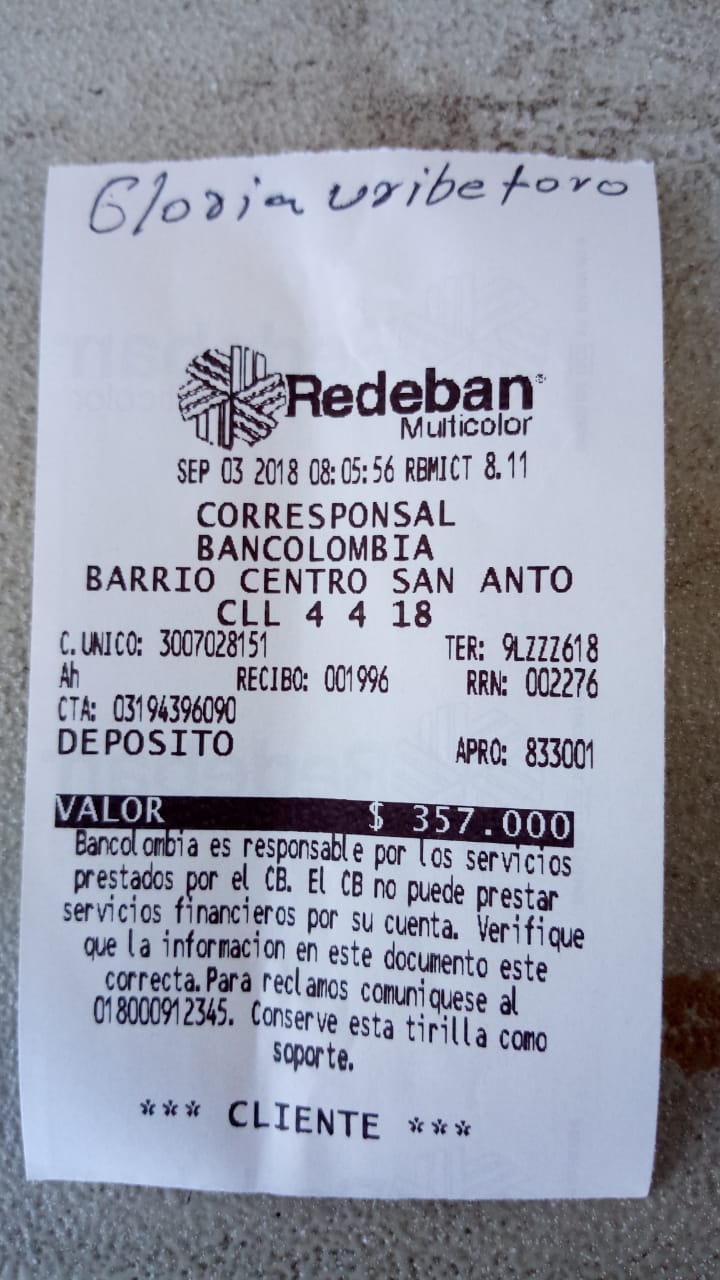 Gloria uribe toro
Redeban
Multicolor
SEP 03 2018 08:05:56 RBMICT 8.11
CORRESPONSAL
BANCOLOMBIA
BARRIO CENTRO SAN ANTO
CLL 4 4 18
C. UNICO: 3007028151 TER: 9LZZZ618
Ah RECIBO: 001996 RRN: 002276
CTA: 03194396090
DEPOSITO APRO: 833001
VALOR $ 357.000
Bancolombia es responsable por los servicios
prestados por el CB. El CB no puede prestar
servicios financieros por su cuenta. Verifique
que la informacion en este documento este
correcta.Para reclamos comuniquese al
018000912345. Conserve esta tirilla como
soporte.
*** CLIENTE ***